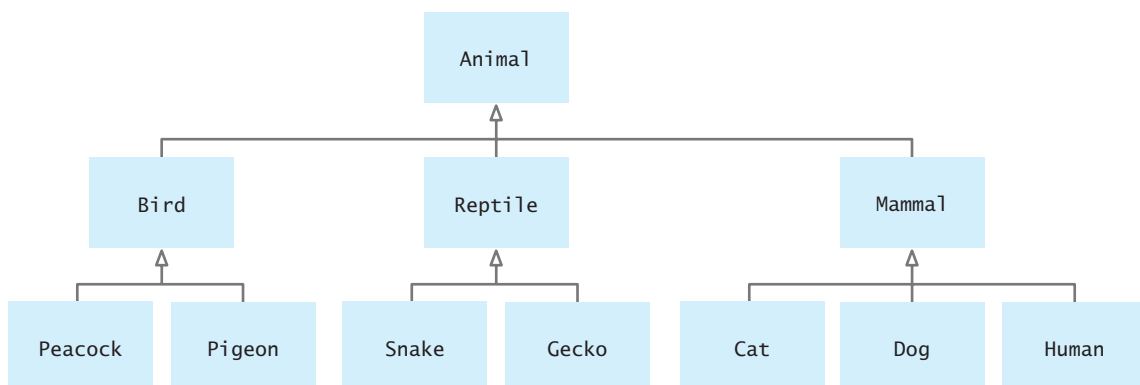 Animal
Bird
Reptile
Mammal
Peacock
Pigeon
Snake
Gecko
Cat
Dog
Human